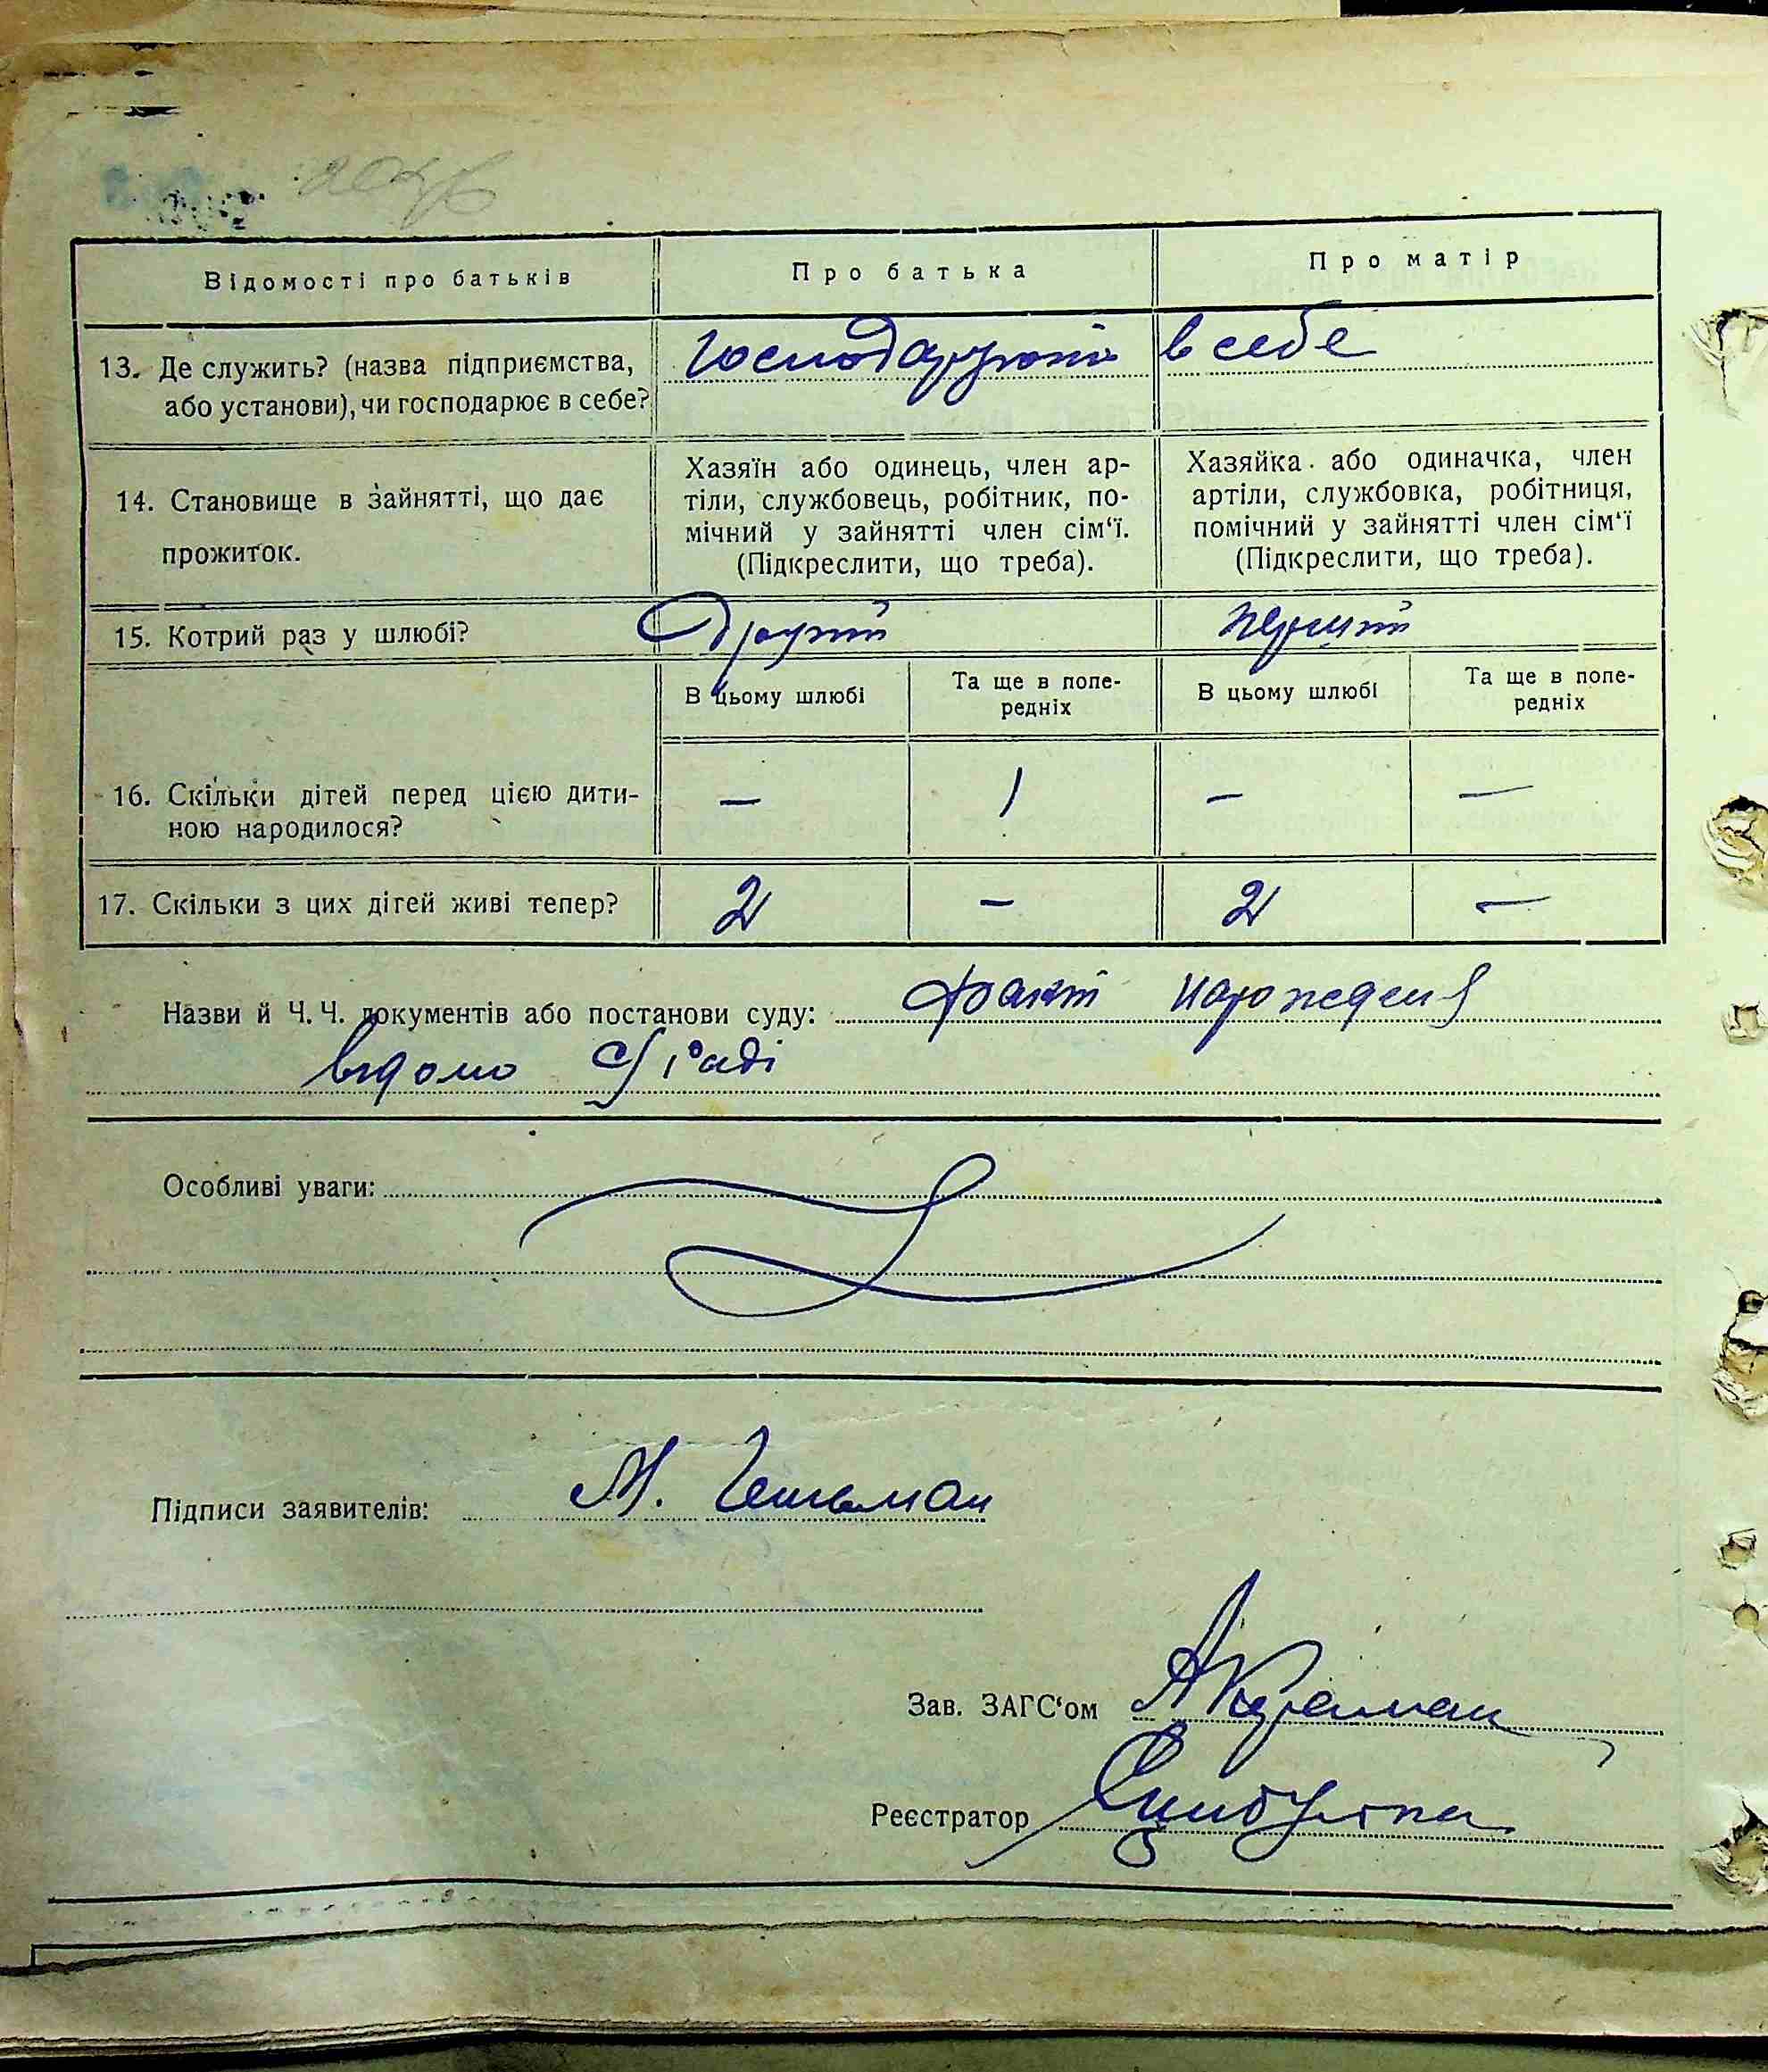 Відомості про батьків
Про батька
Про матір
13. Де служить? (назва підприємства, або установи), чи господарює в себе?
господарують в себе
14. Становище в зайнятті, що дає прожиток.
Хазяїн або одинець, член ар-
тіли, службовець, робітник, по-
мічний у зайнятті член сім‘ї.
(Підкреслити, що треба).
Хазяйка або одиначка, член
артіли, службовка, робітниця,
помічний у зайнятті член сім‘ї
(Підкреслити, що треба).
15. Котрий раз у шлюбі?
Другий
перший
В цьому шлюбі
Та ще в попе-
редніх
В цьому шлюбі
Та ще в попе-
редніх
16. Скільки дітей перед цією дити-
ною народилося?
— 1 — —
17. Скільки з цих дітей живі тепер?
2 — 2 —
Назви й Ч. Ч. документів або постанови суду: факт народження
відомо С/раді
Особливі уваги:
Підписи заявителів: М.
Зав. ЗАГС‘ом
Реєстратор